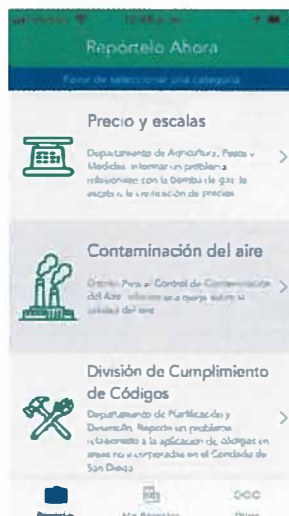 Repórtelo Ahora
Favor de seleccionar una categoría
Precio y escalas
Departamento de Agricultura, Pesos y
Medidas informar un problema
relacionado con la bomba de gas la
escala o la verificación de precios
Contaminación del aire
Distrito Para el Control de Contaminación
del Aire una queja sobre la
calidad del aire
División de Cumplimiento
de Códigos
Departamento de Planificación y
Desarrollo, Reporte un problema
relacionado a la aplicación de códigos en
áreas no incorporadas en el Condado de
San Diego